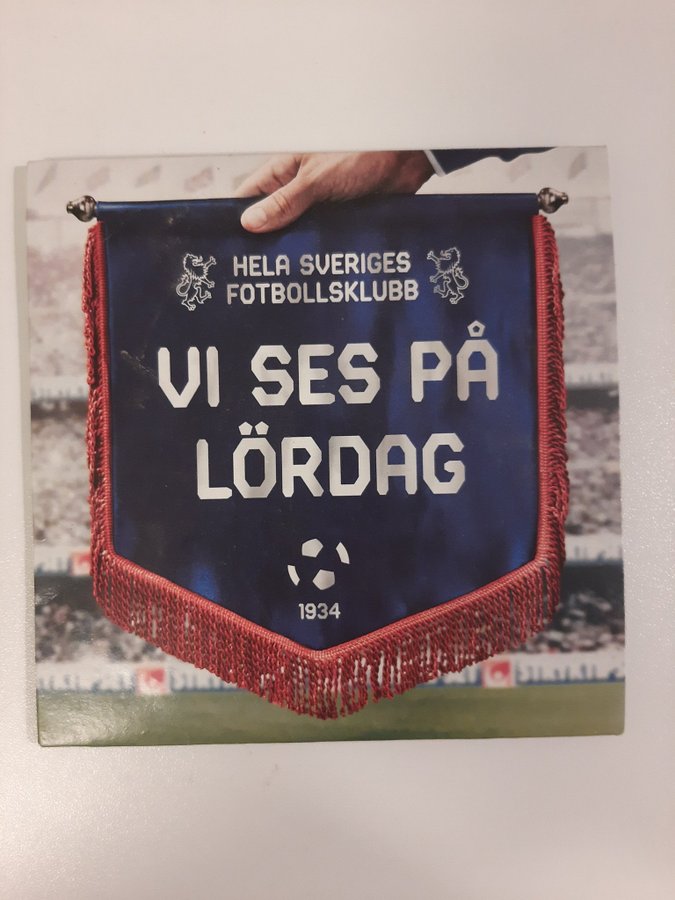 HELA SVERIGES
FOTBOLLSKLUBB
VI SES PÅ
LÖRDAG
1934